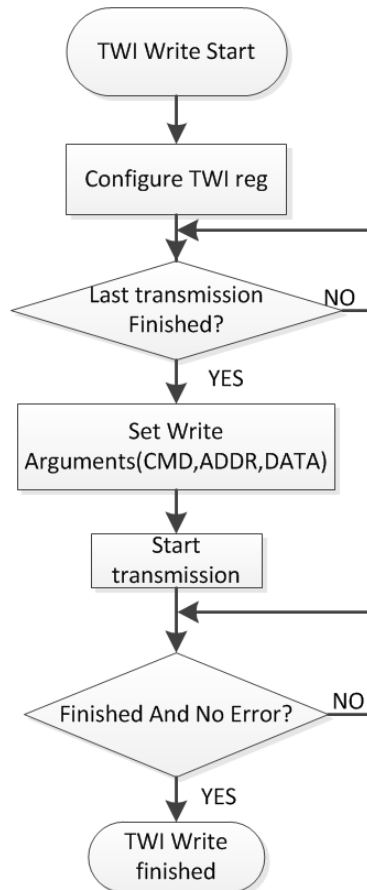 TWI Write Start
Configure TWI reg
Last transmission
Finished?
NO
YES
Set Write
Arguments(CMD,ADDR,DATA)
Start
transmission
Finished And No Error?
NO
YES
TWI Write
finished